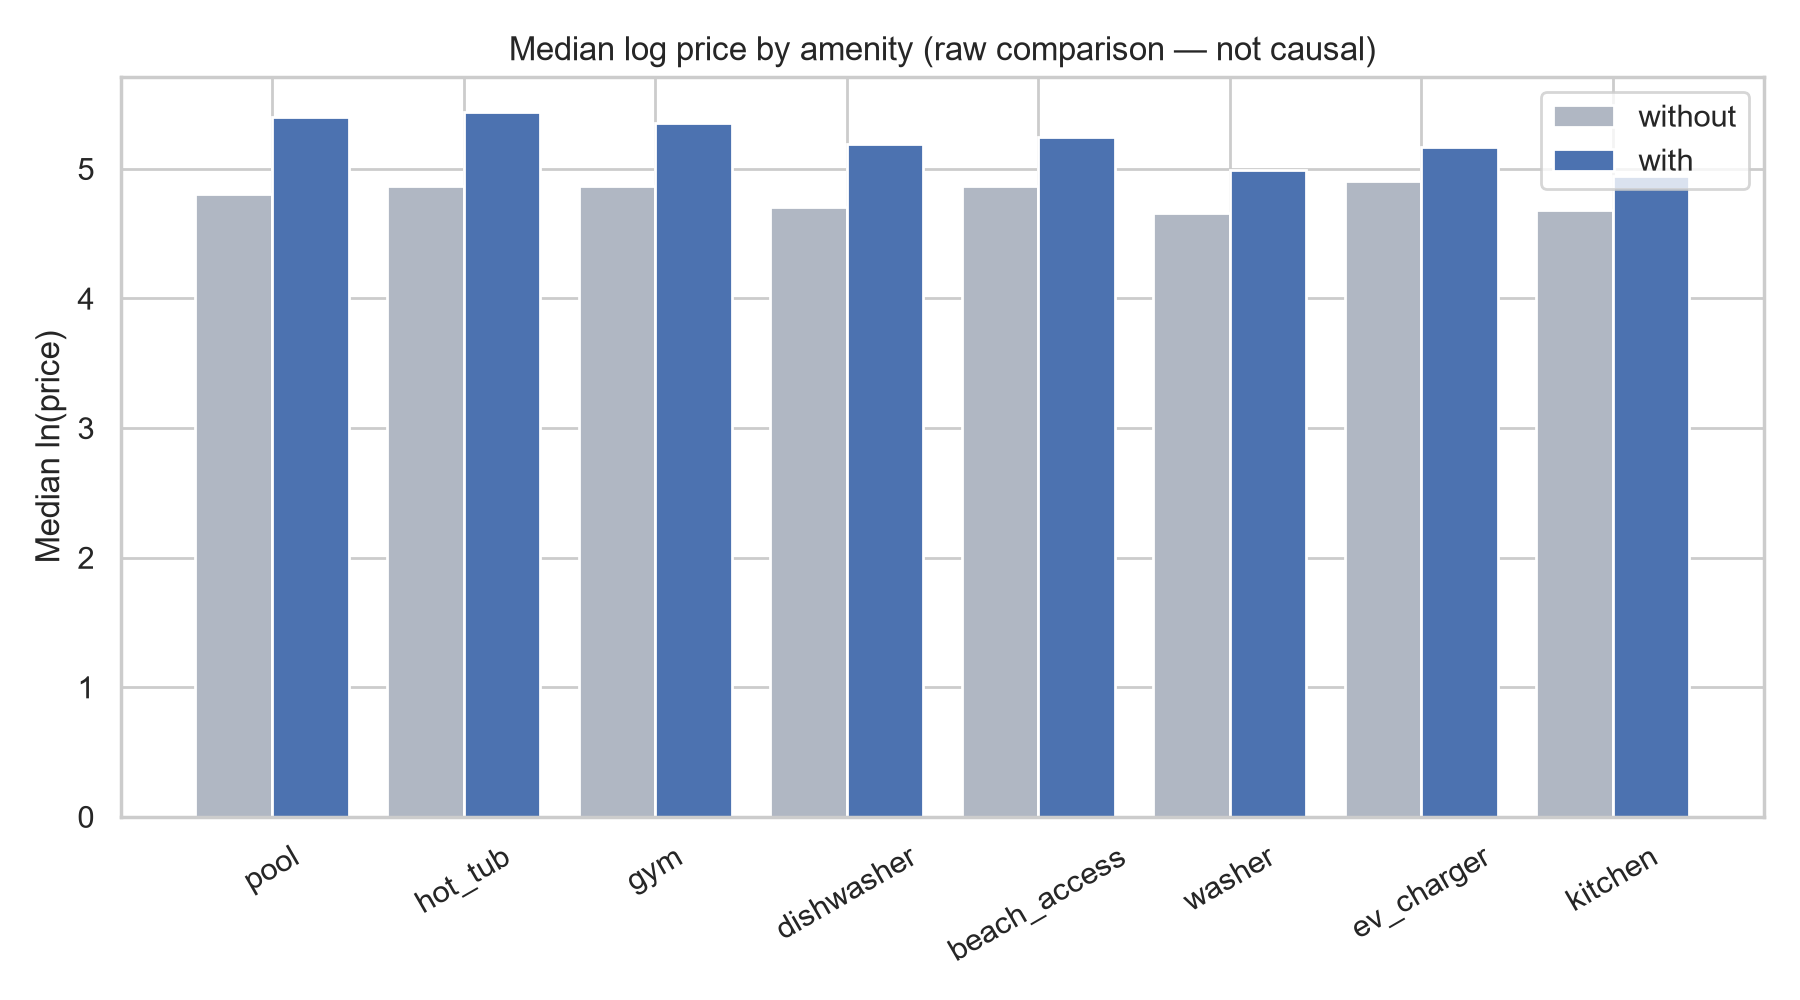 Median log price by amenity (raw comparison — not causal)
without
with
Median ln(price)
5
4
3
2
1
0
pool
hot_tub
gym
dishwasher
beach_access
washer
ev_charger
kitchen